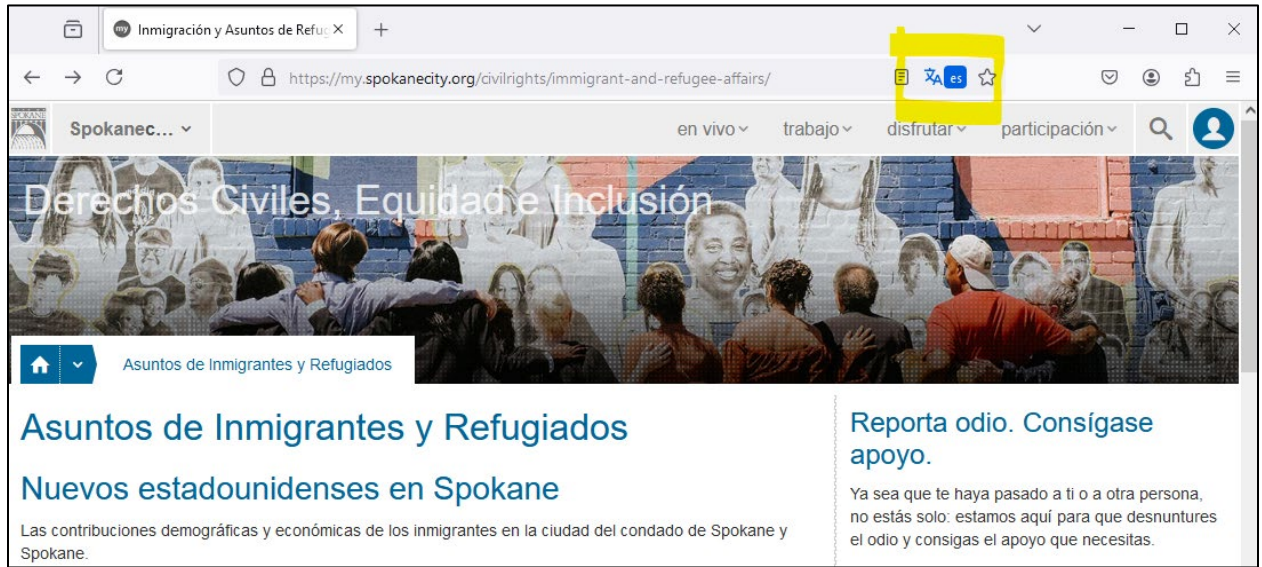 Inmigración y Asuntos de Refug
https://my.spokanecity.org/civilrights/immigrant-and-refugee-affairs/
es
SPOKANE
Spokanec...
en vivo
trabajo
disfrutar
participación
Derechos Civiles, Equidad e Inclusión
Asuntos de Inmigrantes y Refugiados
Asuntos de Inmigrantes y Refugiados
Nuevos estadounidenses en Spokane
Las contribuciones demográficas y económicas de los inmigrantes en la ciudad del condado de Spokane y
Spokane.
Reporta odio. Consígase
apoyo.
Ya sea que te haya pasado a ti o a otra persona,
no estás solo: estamos aquí para que desnuntures
el odio y consigas el apoyo que necesitas.